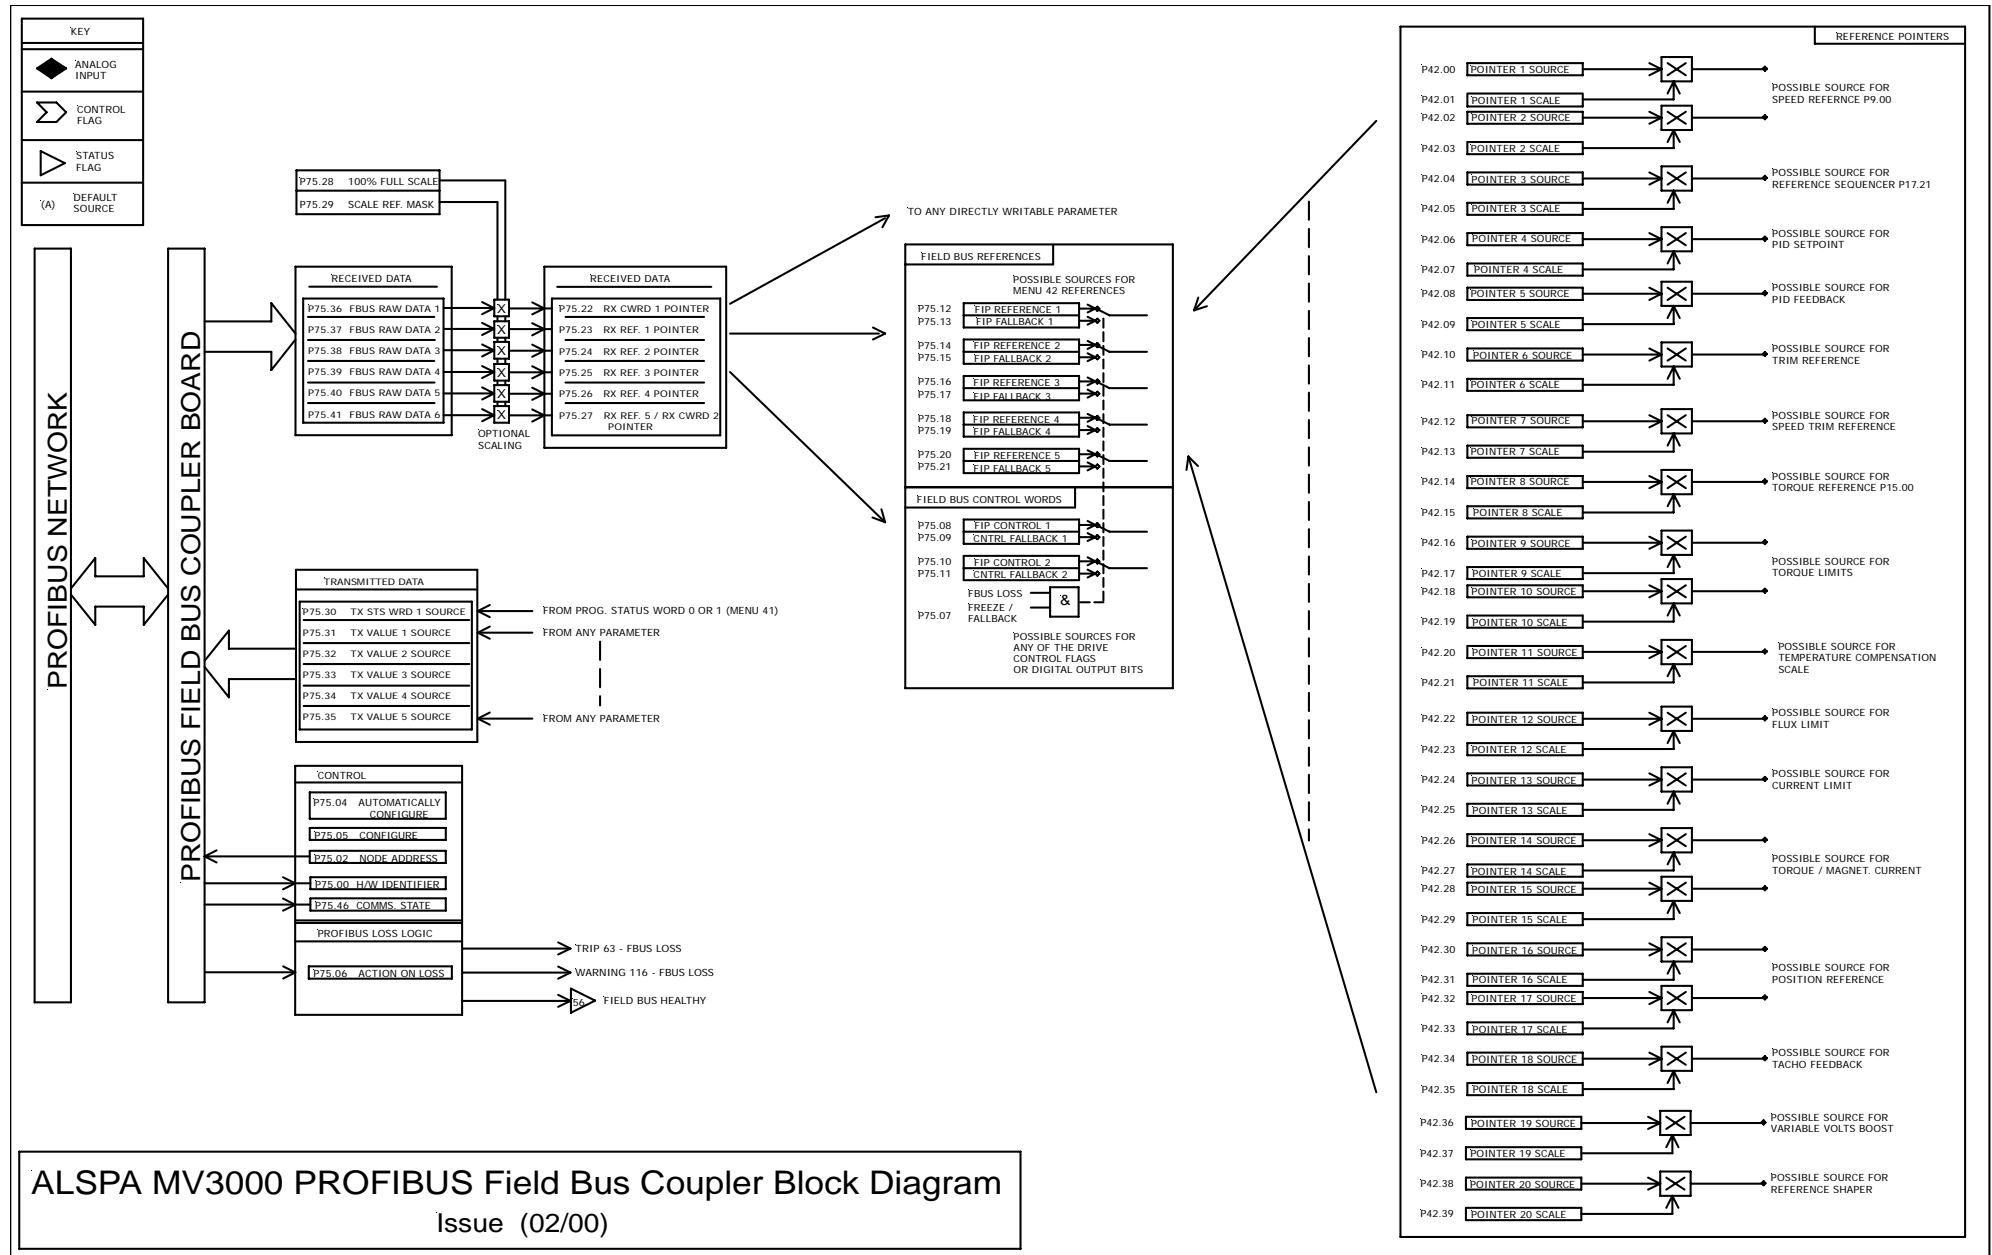 KEY
ANALOG
INPUT
CONTROL
FLAG
STATUS
FLAG
(A) DEFAULT
SOURCE
PROFIBUS NETWORK
PROFIBUS FIELD BUS COUPLER BOARD
P75.28 100% FULL SCALE
P75.29 SCALE REF. MASK
RECEIVED DATA
P75.36 FBUS RAW DATA 1
P75.37 FBUS RAW DATA 2
P75.38 FBUS RAW DATA 3
P75.39 FBUS RAW DATA 4
P75.40 FBUS RAW DATA 5
P75.41 FBUS RAW DATA 6
X
X
X
X
X
X
OPTIONAL
SCALING
RECEIVED DATA
P75.22 RX CWRD 1 POINTER
P75.23 RX REF. 1 POINTER
P75.24 RX REF. 2 POINTER
P75.25 RX REF. 3 POINTER
P75.26 RX REF. 4 POINTER
P75.27 RX REF. 5 / RX CWRD 2
POINTER
TRANSMITTED DATA
P75.30 TX STS WRD 1 SOURCE
P75.31 TX VALUE 1 SOURCE
P75.32 TX VALUE 2 SOURCE
P75.33 TX VALUE 3 SOURCE
P75.34 TX VALUE 4 SOURCE
P75.35 TX VALUE 5 SOURCE
FROM PROG. STATUS WORD 0 OR 1 (MENU 41)
FROM ANY PARAMETER
FROM ANY PARAMETER
CONTROL
P75.04 AUTOMATICALLY
CONFIGURE
P75.05 CONFIGURE
P75.02 NODE ADDRESS
P75.00 H/W IDENTIFIER
P75.46 COMMS. STATE
PROFIBUS LOSS LOGIC
P75.06 ACTION ON LOSS
TRIP 63 - FBUS LOSS
WARNING 116 - FBUS LOSS
56 FIELD BUS HEALTHY
TO ANY DIRECTLY WRITABLE PARAMETER
FIELD BUS REFERENCES
POSSIBLE SOURCES FOR
MENU 42 REFERENCES
P75.12 FIP REFERENCE 1
P75.13 FIP FALLBACK 1
P75.14 FIP REFERENCE 2
P75.15 FIP FALLBACK 2
P75.16 FIP REFERENCE 3
P75.17 FIP FALLBACK 3
P75.18 FIP REFERENCE 4
P75.19 FIP FALLBACK 4
P75.20 FIP REFERENCE 5
P75.21 FIP FALLBACK 5
FIELD BUS CONTROL WORDS
P75.08 FIP CONTROL 1
P75.09 CNTRL FALLBACK 1
P75.10 FIP CONTROL 2
P75.11 CNTRL FALLBACK 2
FBUS LOSS
&
FREEZE /
P75.07 FALLBACK
POSSIBLE SOURCES FOR
ANY OF THE DRIVE
CONTROL FLAGS
OR DIGITAL OUTPUT BITS
REFERENCE POINTERS
P42.00 POINTER 1 SOURCE
P42.01 POINTER 1 SCALE
POSSIBLE SOURCE FOR
SPEED REFERNCE P9.00
P42.02 POINTER 2 SOURCE
P42.03 POINTER 2 SCALE
P42.04 POINTER 3 SOURCE
P42.05 POINTER 3 SCALE
POSSIBLE SOURCE FOR
REFERENCE SEQUENCER P17.21
P42.06 POINTER 4 SOURCE
P42.07 POINTER 4 SCALE
POSSIBLE SOURCE FOR
PID SETPOINT
P42.08 POINTER 5 SOURCE
P42.09 POINTER 5 SCALE
POSSIBLE SOURCE FOR
PID FEEDBACK
P42.10 POINTER 6 SOURCE
P42.11 POINTER 6 SCALE
POSSIBLE SOURCE FOR
TRIM REFERENCE
P42.12 POINTER 7 SOURCE
P42.13 POINTER 7 SCALE
POSSIBLE SOURCE FOR
SPEED TRIM REFERENCE
P42.14 POINTER 8 SOURCE
P42.15 POINTER 8 SCALE
POSSIBLE SOURCE FOR
TORQUE REFERENCE P15.00
P42.16 POINTER 9 SOURCE
P42.17 POINTER 9 SCALE
POSSIBLE SOURCE FOR
TORQUE LIMITS
P42.18 POINTER 10 SOURCE
P42.19 POINTER 10 SCALE
P42.20 POINTER 11 SOURCE
P42.21 POINTER 11 SCALE
POSSIBLE SOURCE FOR
TEMPERATURE COMPENSATION
SCALE
P42.22 POINTER 12 SOURCE
P42.23 POINTER 12 SCALE
POSSIBLE SOURCE FOR
FLUX LIMIT
P42.24 POINTER 13 SOURCE
P42.25 POINTER 13 SCALE
POSSIBLE SOURCE FOR
CURRENT LIMIT
P42.26 POINTER 14 SOURCE
P42.27 POINTER 14 SCALE
POSSIBLE SOURCE FOR
TORQUE / MAGNET. CURRENT
P42.28 POINTER 15 SOURCE
P42.29 POINTER 15 SCALE
P42.30 POINTER 16 SOURCE
P42.31 POINTER 16 SCALE
POSSIBLE SOURCE FOR
POSITION REFERENCE
P42.32 POINTER 17 SOURCE
P42.33 POINTER 17 SCALE
P42.34 POINTER 18 SOURCE
P42.35 POINTER 18 SCALE
POSSIBLE SOURCE FOR
TACHO FEEDBACK
P42.36 POINTER 19 SOURCE
P42.37 POINTER 19 SCALE
POSSIBLE SOURCE FOR
VARIABLE VOLTS BOOST
P42.38 POINTER 20 SOURCE
P42.39 POINTER 20 SCALE
POSSIBLE SOURCE FOR
REFERENCE SHAPER
ALSPA MV3000 PROFIBUS Field Bus Coupler Block Diagram
Issue (02/00)